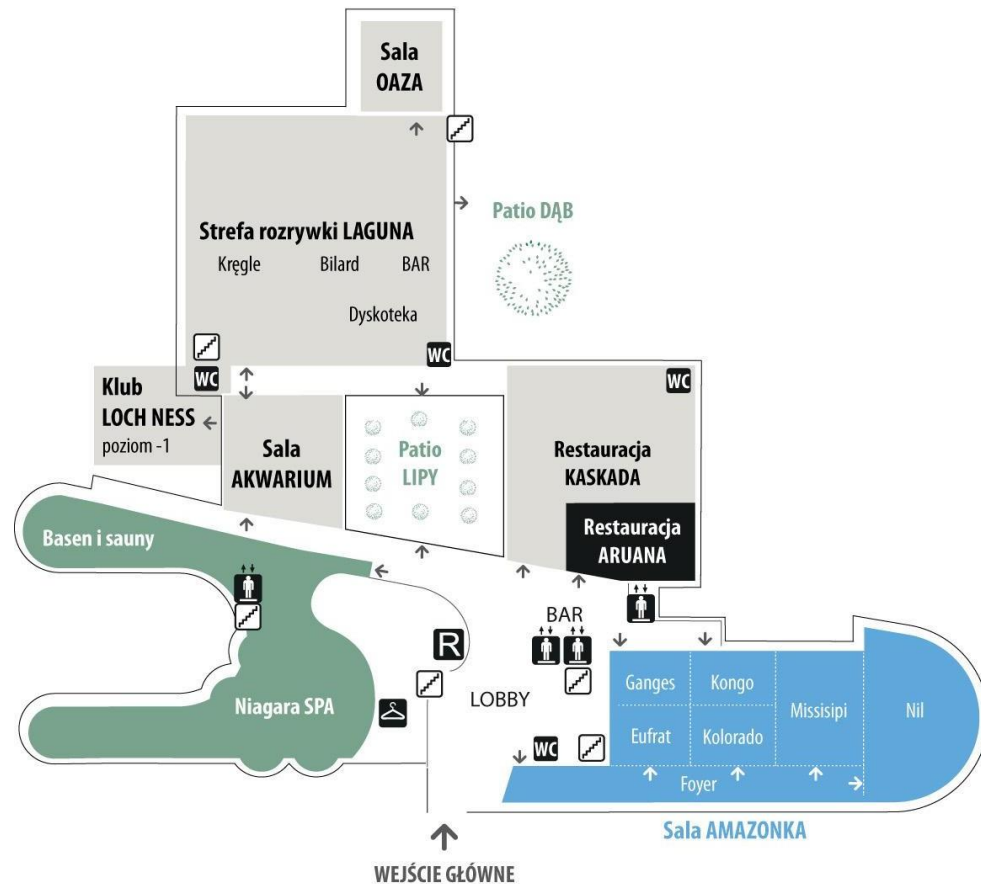 Sala
OAZA
Strefa rozrywki LAGUNA
Kręgle Bilard BAR
Dyskoteka
Patio DĄB
WC
WC
WC
Klub
LOCH NESS
poziom -1
Sala
AKWARIUM
Patio
LIPY
Restauracja
KASKADA
Restauracja
ARUANA
Basen i sauny
BAR
R
LOBBY
Niagara SPA
WC
Ganges Kongo
Missisipi Nil
Eufrat Kolorado
Foyer
Sala AMAZONKA
WEJŚCIE GŁÓWNE